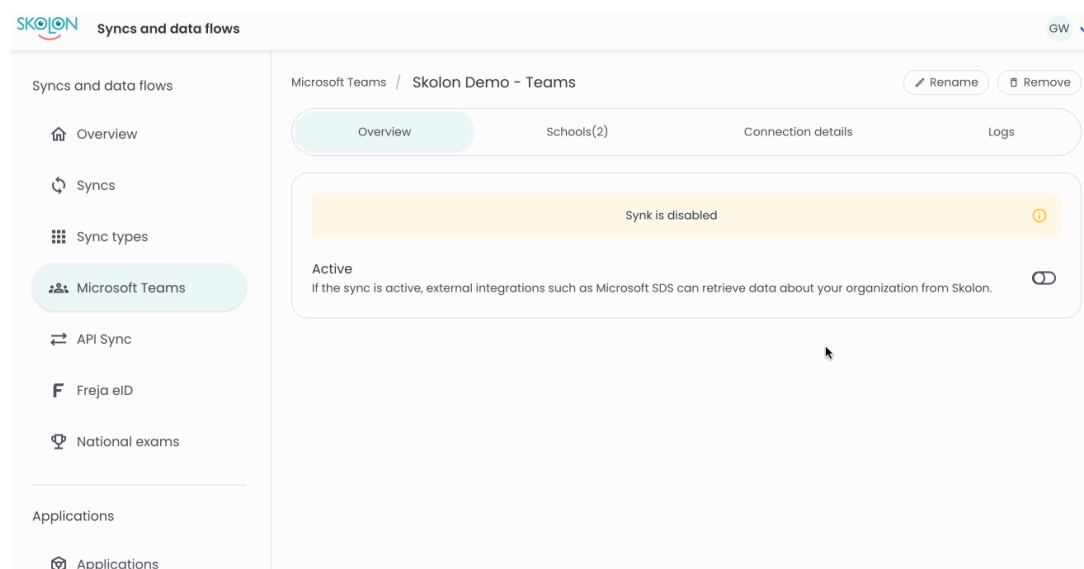 SKOLON
Syncs and data flows
GW
Syncs and data flows
Overview
Syncs
Sync types
Microsoft Teams
API Sync
Freja eID
National exams
Applications
Applications
Microsoft Teams / Skolon Demo - Teams
Rename
Remove
Overview
Schools(2)
Connection details
Logs
Synk is disabled
Active
If the sync is active, external integrations such as Microsoft SDS can retrieve data about your organization from Skolon.